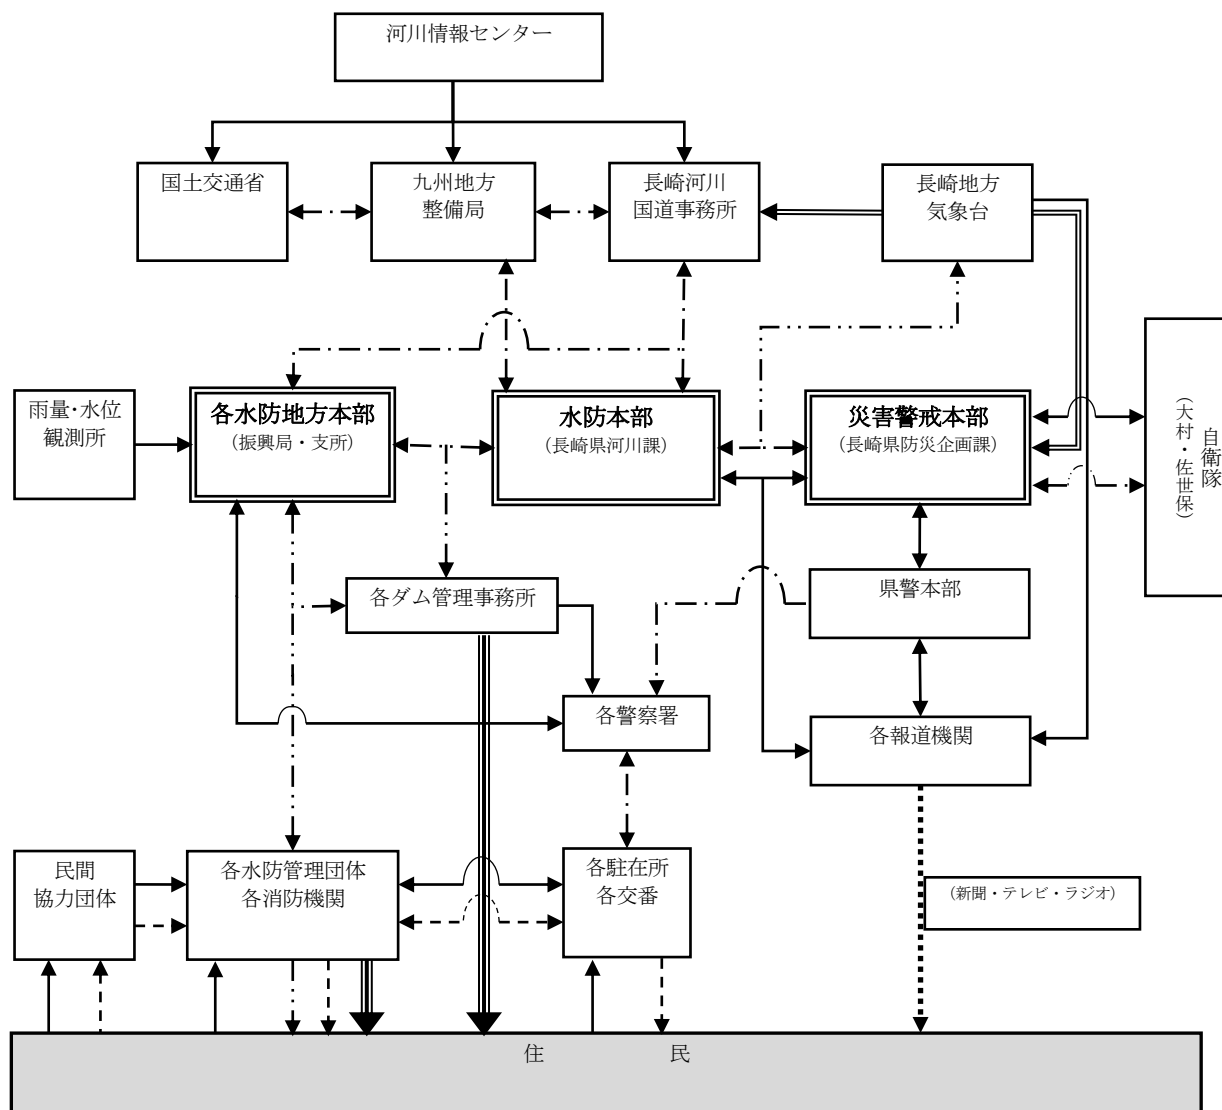 河川情報センター
国土交通省
九州地方
整備局
長崎河川
国道事務所
長崎地方
気象台
雨量・水位
観測所
各水防地方本部
（振興局・支所）
水防本部
（長崎県河川課）
災害警戒本部
（長崎県防災企画課）
自衛隊
（大村・佐世保）
各ダム管理事務所
県警本部
各警察署
各報道機関
民間
協力団体
各水防管理団体
各消防機関
各駐在所
各交番
（新聞・テレビ・ラジオ）
住　　　民